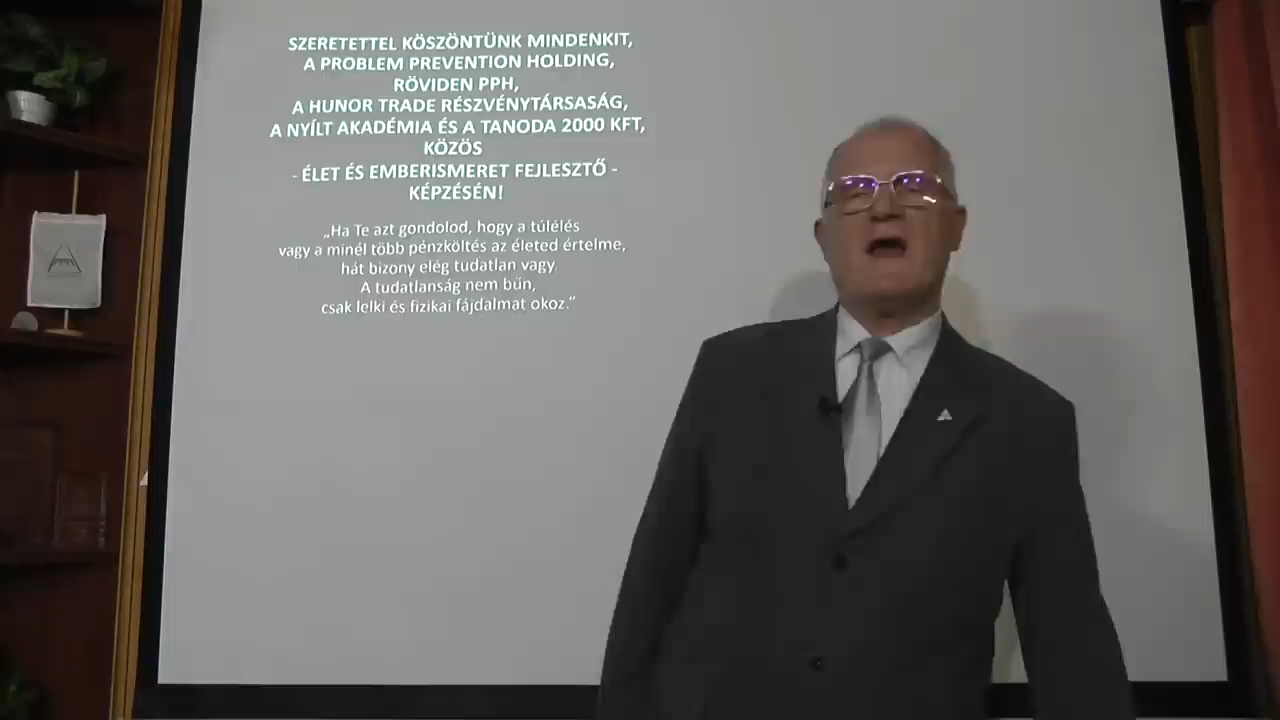 SZERETETTEL KÖSZÖNTÜNK MINDENKIT,
A PROBLEM PREVENTION HOLDING,
RÖVIDEN PPH,
A HUNOR TRADE RÉSZVÉNYTÁRSASÁG,
A NYÍLT AKADÉMIA ÉS A TANODA 2000 KFT,
KÖZÖS
- ÉLET ÉS EMBERISMERET FEJLESZTŐ -
KÉPZÉSÉN!
„Ha Te azt gondolod, hogy a túlélés
vagy a minél több pénzköltés az életed értelme,
hát bizony elég tudatlan vagy.
A tudatlanság nem bűn,
csak lelki és fizikai fájdalmat okoz.”